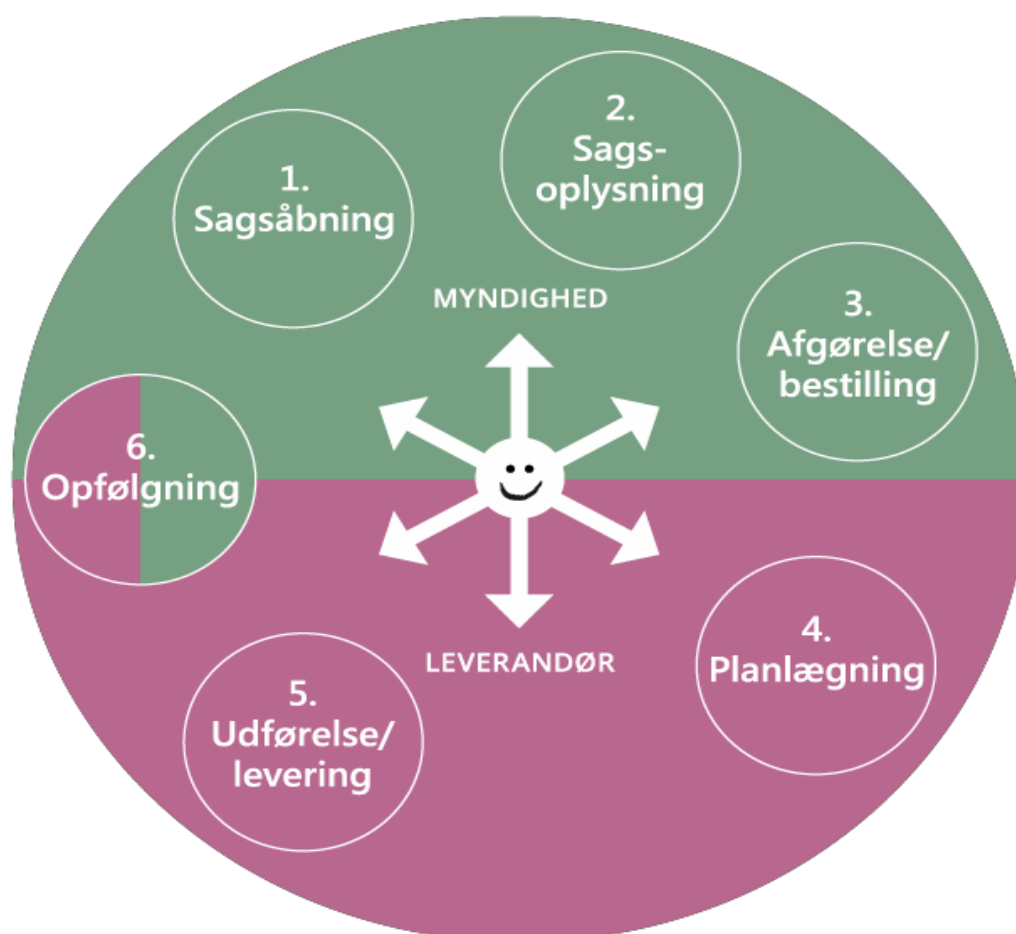 1.
Sagsåbning
2.
Sags-
oplysning
3.
Afgørelse/
bestilling
MYNDIGHED
LEVERANDØR
4.
Planlægning
5.
Udførelse/
levering
6.
Opfølgning